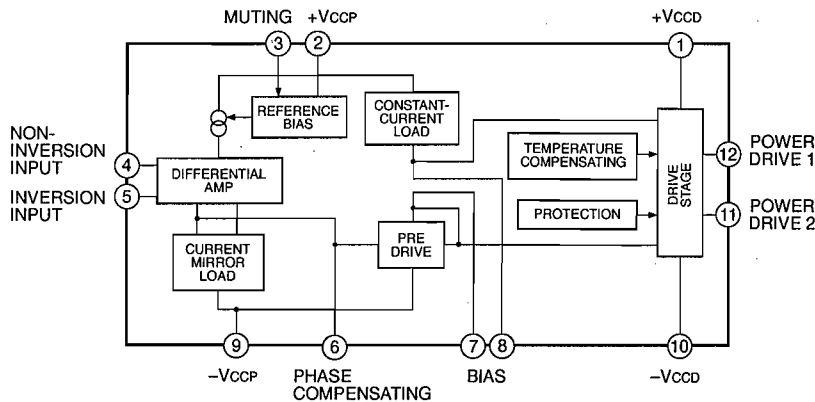 MUTING +VCCP +VCCD
3 2 1
REFERENCE
BIAS
CONSTANT-
CURRENT
LOAD
NON-
INVERSION
INPUT
4
INVERSION
INPUT
5
DIFFERENTIAL
AMP
CURRENT
MIRROR
LOAD
PRE
DRIVE
TEMPERATURE
COMPENSATING
PROTECTION
DRIVE
STAGE
12
POWER
DRIVE 1
11
POWER
DRIVE 2
9 6 7 8 10
−VCCP PHASE COMPENSATING BIAS −VCCD